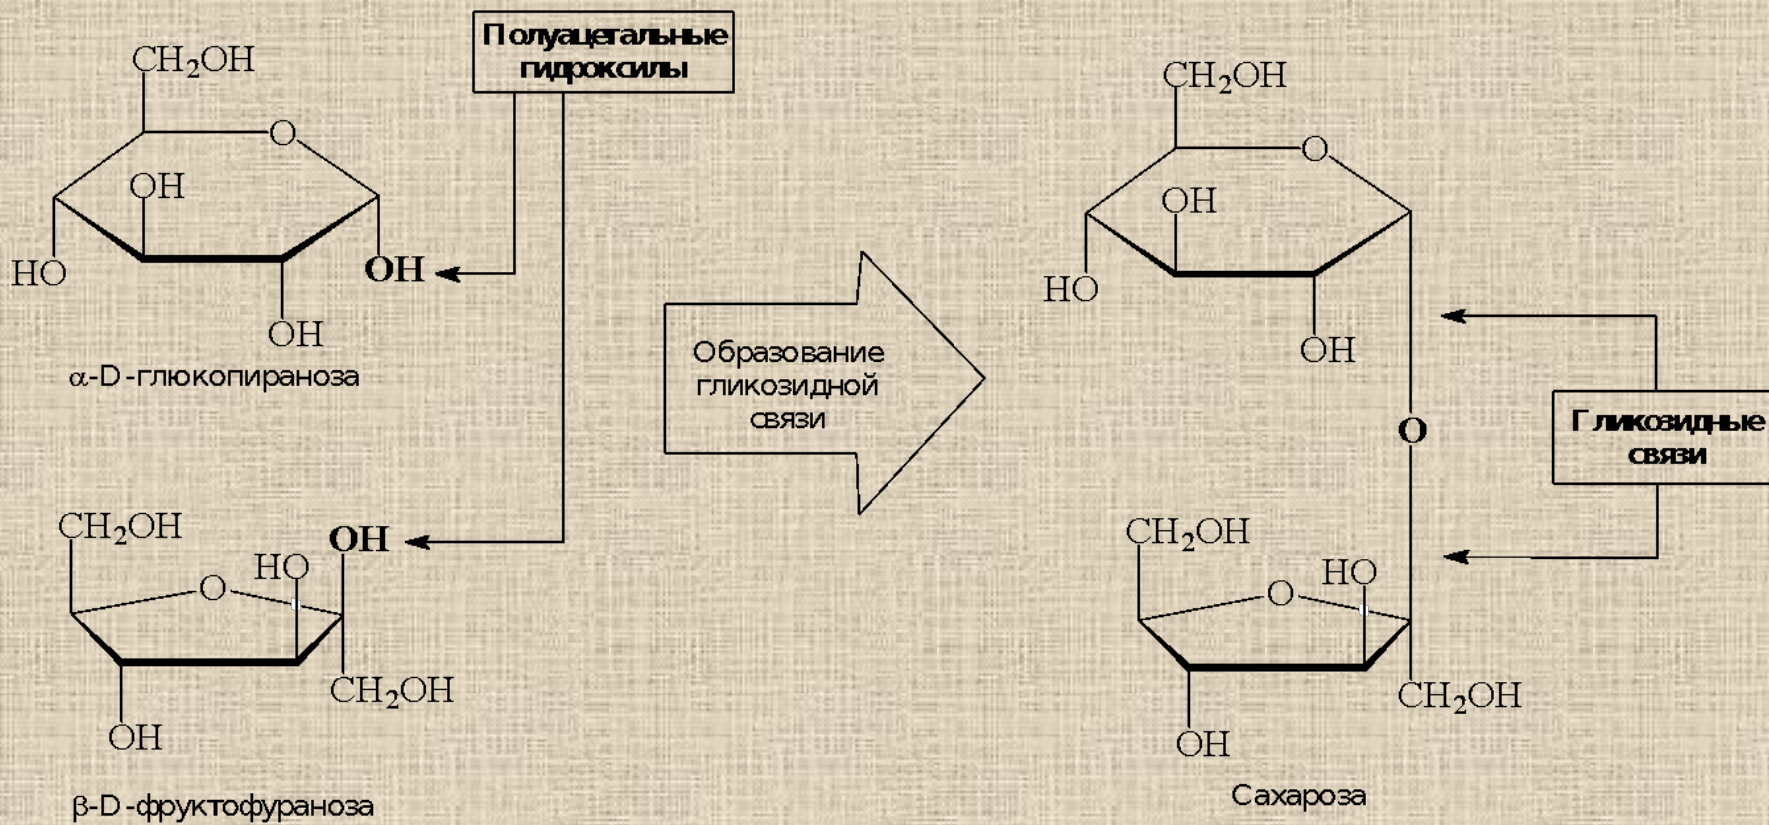 Полуацетальные
гидроксилы
CH₂OH
O
OH
HO
OH
OH
α-D-глюкопираноза
CH₂OH
OH
HO
O
CH₂OH
OH
β-D-фруктофураноза
Образование
гликозидной
связи
CH₂OH
O
OH
HO
OH
O
Гликозидные
связи
CH₂OH
HO
O
CH₂OH
OH
Сахароза